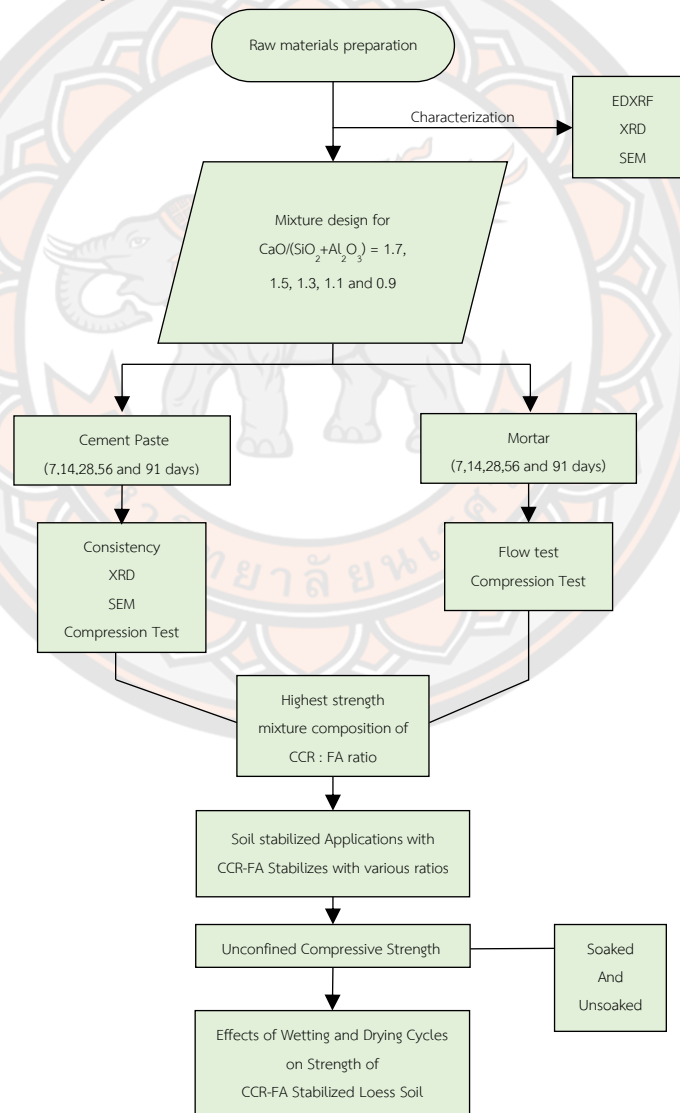 Raw materials preparation
Characterization
EDXRF
XRD
SEM
Mixture design for
CaO/(SiO₂+Al₂O₃) = 1.7,
1.5, 1.3, 1.1 and 0.9
Cement Paste
(7,14,28,56 and 91 days)
Mortar
(7,14,28,56 and 91 days)
Consistency
XRD
SEM
Compression Test
Flow test
Compression Test
Highest strength
mixture composition of
CCR : FA ratio
Soil stabilized Applications with
CCR-FA Stabilizes with various ratios
Unconfined Compressive Strength
Soaked
And
Unsoaked
Effects of Wetting and Drying Cycles
on Strength of
CCR-FA Stabilized Loess Soil